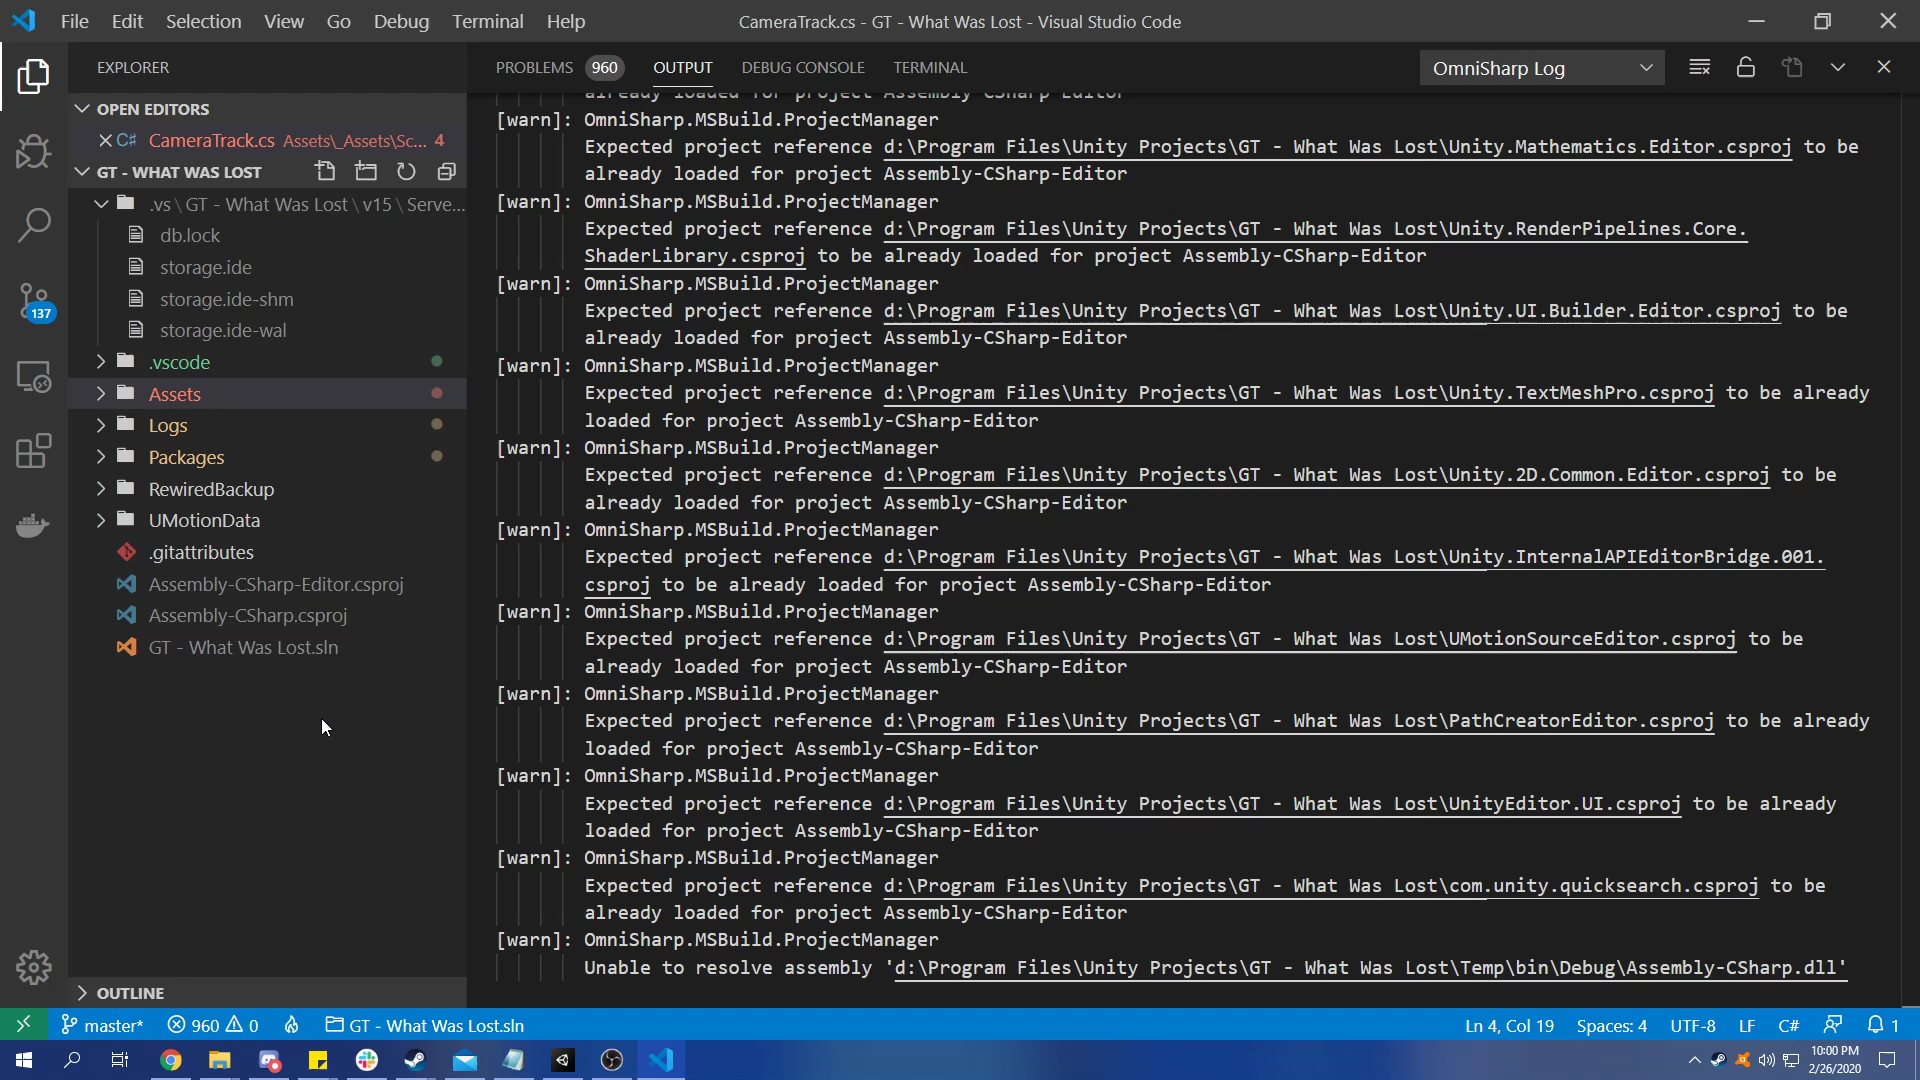 File Edit Selection View Go Debug Terminal Help
CameraTrack.cs - GT - What Was Lost - Visual Studio Code
EXPLORER
OPEN EDITORS
C# CameraTrack.cs Assets\_Assets\Sc... 4
GT - WHAT WAS LOST
.vs \ GT - What Was Lost \ v15 \ Serve...
db.lock
storage.ide
storage.ide-shm
storage.ide-wal
.vscode
Assets
Logs
Packages
RewiredBackup
UMotionData
.gitattributes
Assembly-CSharp-Editor.csproj
Assembly-CSharp.csproj
GT - What Was Lost.sln
OUTLINE
137
PROBLEMS 960 OUTPUT DEBUG CONSOLE TERMINAL
OmniSharp Log
already loaded for project Assembly-CSharp-Editor
[warn]: OmniSharp.MSBuild.ProjectManager
Expected project reference d:\Program Files\Unity Projects\GT - What Was Lost\Unity.Mathematics.Editor.csproj to be
already loaded for project Assembly-CSharp-Editor
[warn]: OmniSharp.MSBuild.ProjectManager
Expected project reference d:\Program Files\Unity Projects\GT - What Was Lost\Unity.RenderPipelines.Core.
ShaderLibrary.csproj to be already loaded for project Assembly-CSharp-Editor
[warn]: OmniSharp.MSBuild.ProjectManager
Expected project reference d:\Program Files\Unity Projects\GT - What Was Lost\Unity.UI.Builder.Editor.csproj to be
already loaded for project Assembly-CSharp-Editor
[warn]: OmniSharp.MSBuild.ProjectManager
Expected project reference d:\Program Files\Unity Projects\GT - What Was Lost\Unity.TextMeshPro.csproj to be already
loaded for project Assembly-CSharp-Editor
[warn]: OmniSharp.MSBuild.ProjectManager
Expected project reference d:\Program Files\Unity Projects\GT - What Was Lost\Unity.2D.Common.Editor.csproj to be
already loaded for project Assembly-CSharp-Editor
[warn]: OmniSharp.MSBuild.ProjectManager
Expected project reference d:\Program Files\Unity Projects\GT - What Was Lost\Unity.InternalAPIEditorBridge.001.
csproj to be already loaded for project Assembly-CSharp-Editor
[warn]: OmniSharp.MSBuild.ProjectManager
Expected project reference d:\Program Files\Unity Projects\GT - What Was Lost\UMotionSourceEditor.csproj to be
already loaded for project Assembly-CSharp-Editor
[warn]: OmniSharp.MSBuild.ProjectManager
Expected project reference d:\Program Files\Unity Projects\GT - What Was Lost\PathCreatorEditor.csproj to be already
loaded for project Assembly-CSharp-Editor
[warn]: OmniSharp.MSBuild.ProjectManager
Expected project reference d:\Program Files\Unity Projects\GT - What Was Lost\UnityEditor.UI.csproj to be already
loaded for project Assembly-CSharp-Editor
[warn]: OmniSharp.MSBuild.ProjectManager
Expected project reference d:\Program Files\Unity Projects\GT - What Was Lost\com.unity.quicksearch.csproj to be
already loaded for project Assembly-CSharp-Editor
[warn]: OmniSharp.MSBuild.ProjectManager
Unable to resolve assembly 'd:\Program Files\Unity Projects\GT - What Was Lost\Temp\bin\Debug\Assembly-CSharp.dll'
master* 960 0 GT - What Was Lost.sln Ln 4, Col 19 Spaces: 4 UTF-8 LF C# 1
10:00 PM
2/26/2020